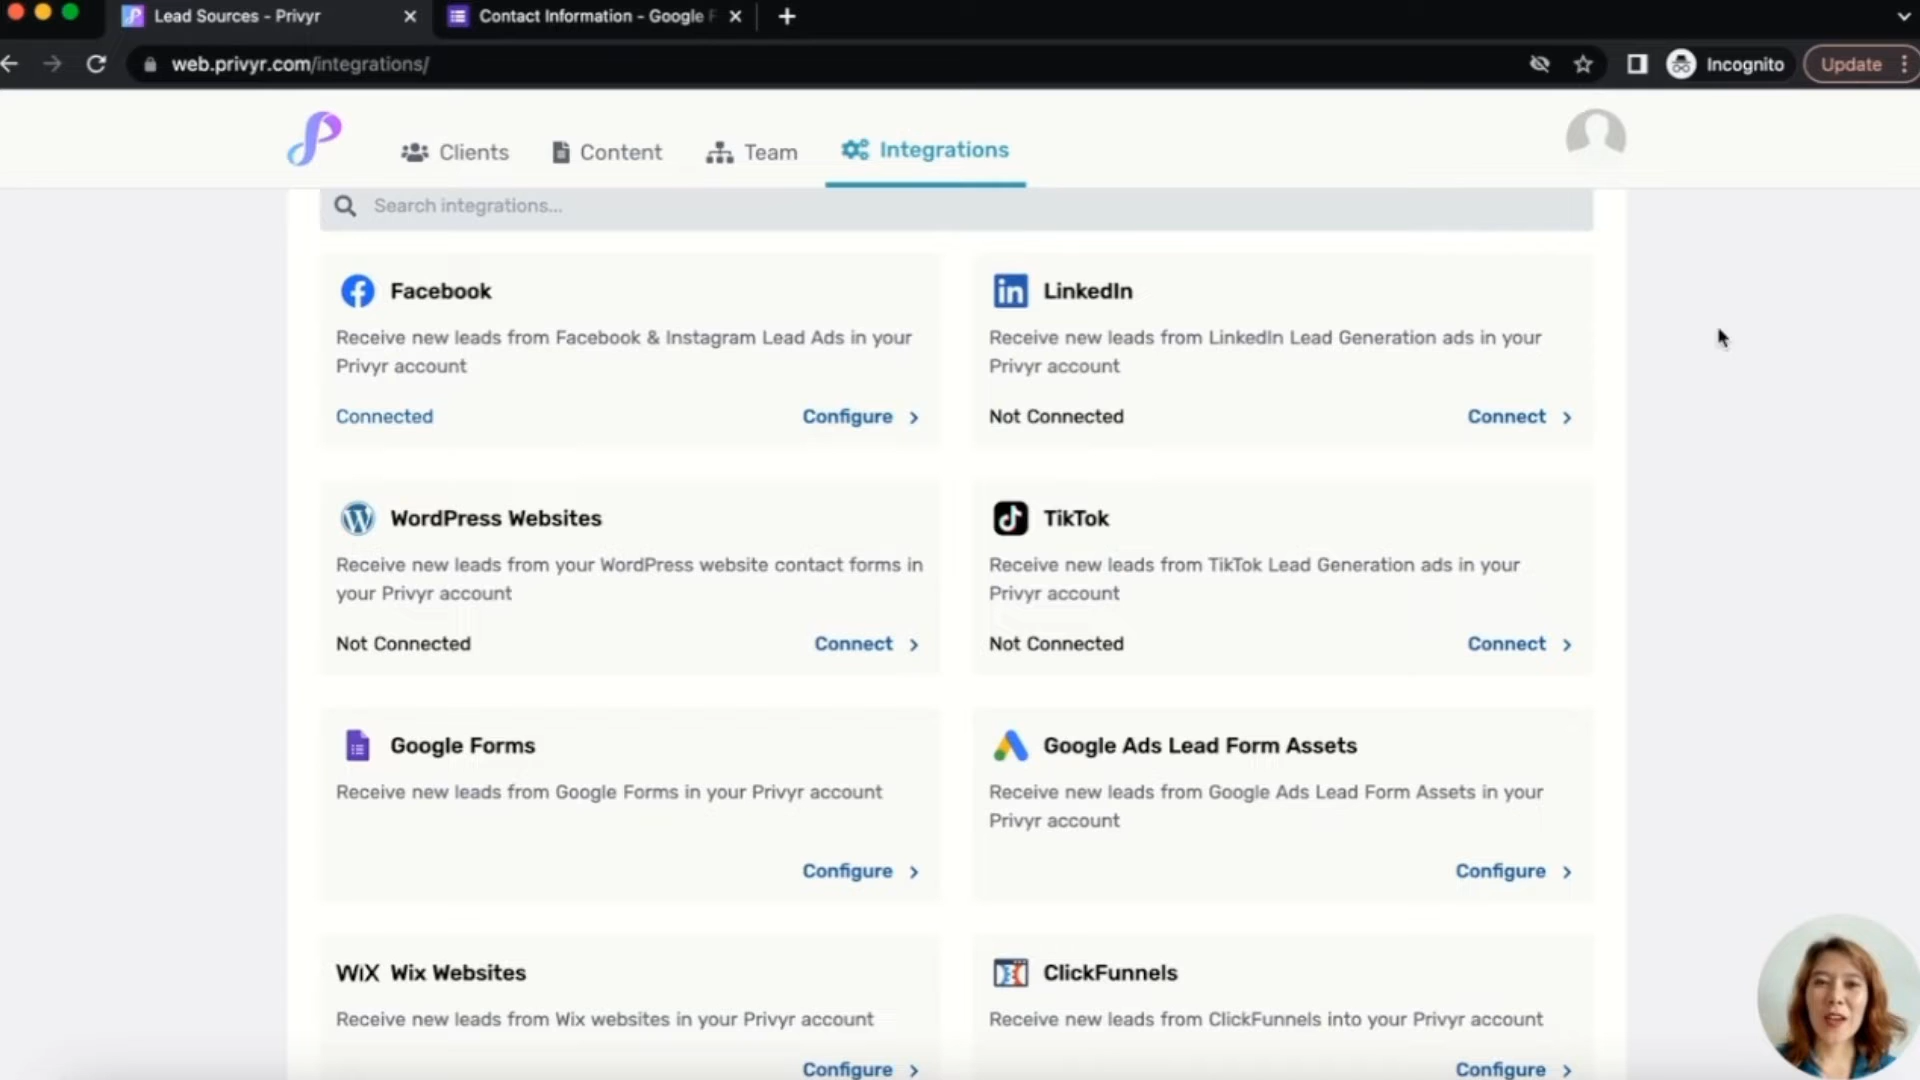 Lead Sources - Privyr
Contact Information - Google F
web.privyr.com/integrations/
Incognito
Update
Clients
Content
Team
Integrations
Search integrations...
Facebook
Receive new leads from Facebook & Instagram Lead Ads in your
Privyr account
Connected
Configure
LinkedIn
Receive new leads from LinkedIn Lead Generation ads in your
Privyr account
Not Connected
Connect
WordPress Websites
Receive new leads from your WordPress website contact forms in
your Privyr account
Not Connected
Connect
TikTok
Receive new leads from TikTok Lead Generation ads in your
Privyr account
Not Connected
Connect
Google Forms
Receive new leads from Google Forms in your Privyr account
Configure
Google Ads Lead Form Assets
Receive new leads from Google Ads Lead Form Assets in your
Privyr account
Configure
WiX Wix Websites
Receive new leads from Wix websites in your Privyr account
Configure
ClickFunnels
Receive new leads from ClickFunnels into your Privyr account
Configure